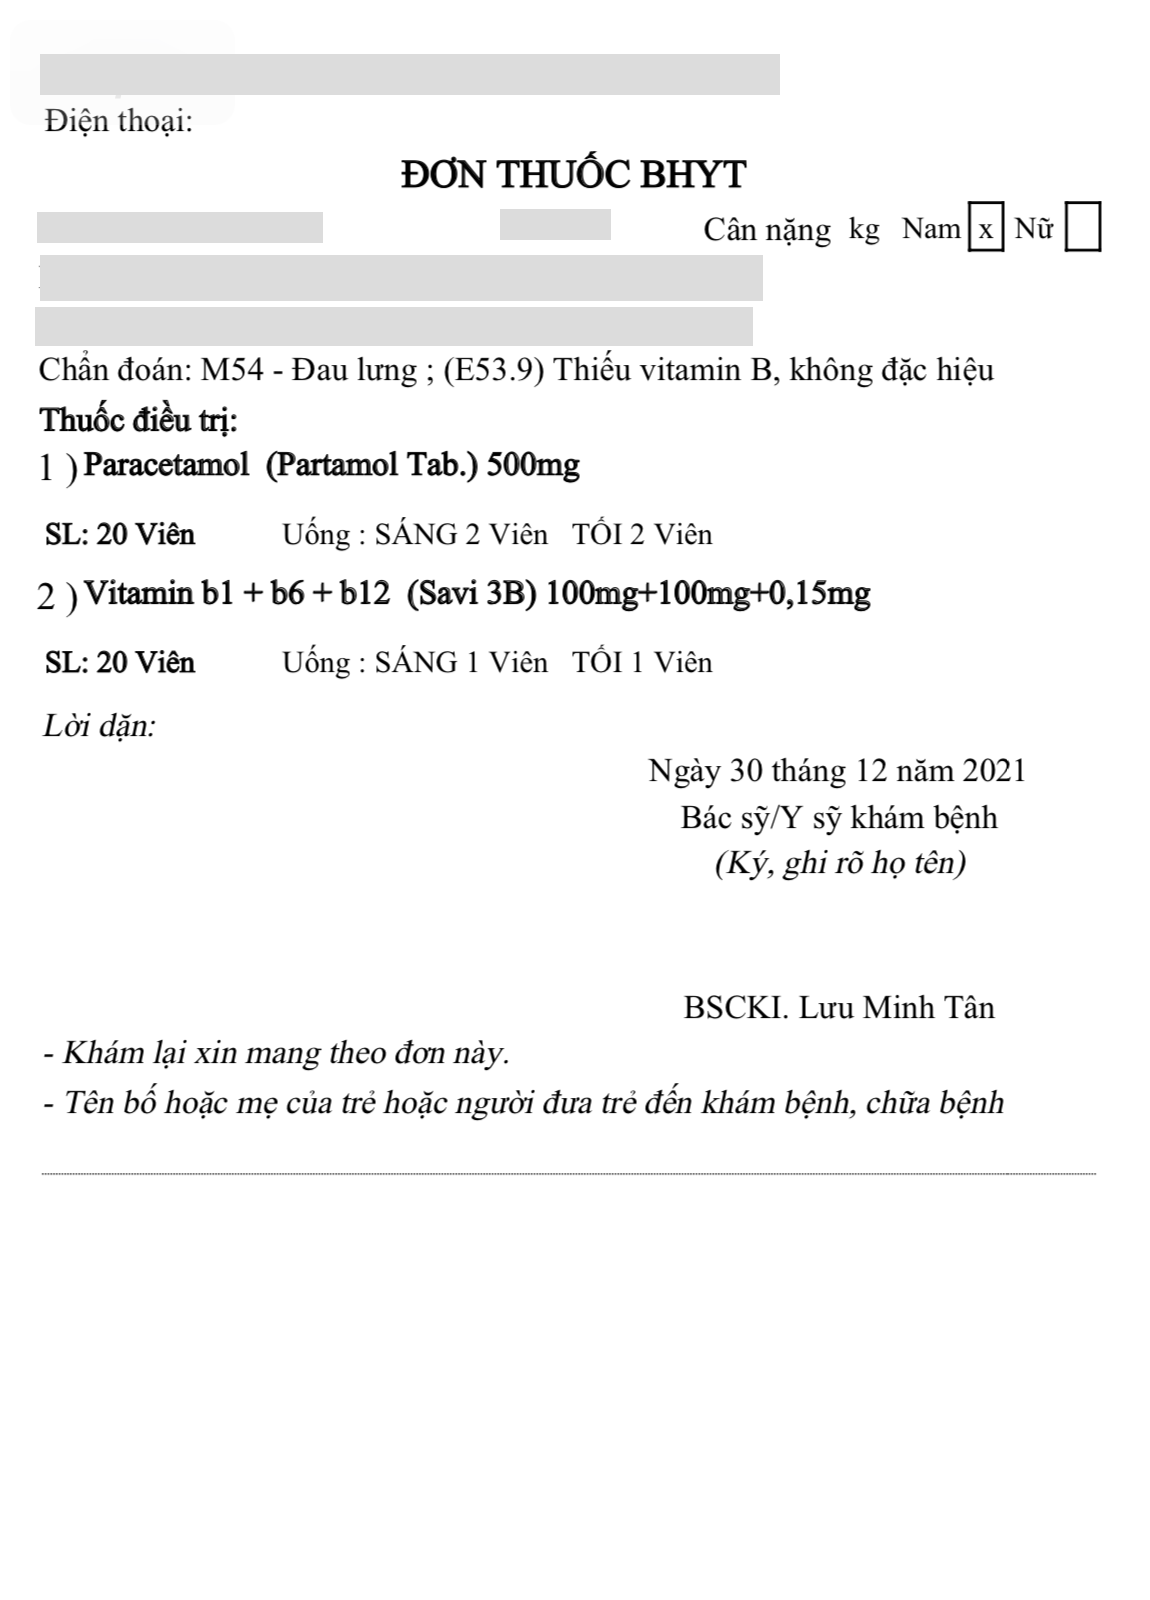 Điện thoại:
ĐƠN THUỐC BHYT
Cân nặng kg Nam x Nữ
Chẩn đoán: M54 - Đau lưng ; (E53.9) Thiếu vitamin B, không đặc hiệu
Thuốc điều trị:
1 ) Paracetamol (Partamol Tab.) 500mg
SL: 20 Viên Uống : SÁNG 2 Viên TỐI 2 Viên
2 ) Vitamin b1 + b6 + b12 (Savi 3B) 100mg+100mg+0,15mg
SL: 20 Viên Uống : SÁNG 1 Viên TỐI 1 Viên
Lời dặn:
Ngày 30 tháng 12 năm 2021
Bác sỹ/Y sỹ khám bệnh
(Ký, ghi rõ họ tên)
BSCKI. Lưu Minh Tân
- Khám lại xin mang theo đơn này.
- Tên bố hoặc mẹ của trẻ hoặc người đưa trẻ đến khám bệnh, chữa bệnh